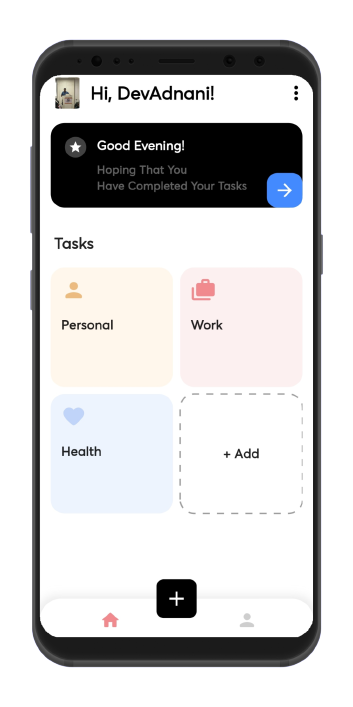 Hi, DevAdnani!
Good Evening!
Hoping That You
Have Completed Your Tasks
Tasks
Personal
Work
Health
+ Add